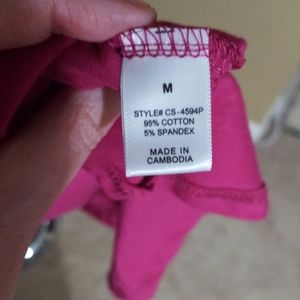 M
STYLE# CS-4594P
95% COTTON
5% SPANDEX
MADE IN
CAMBODIA